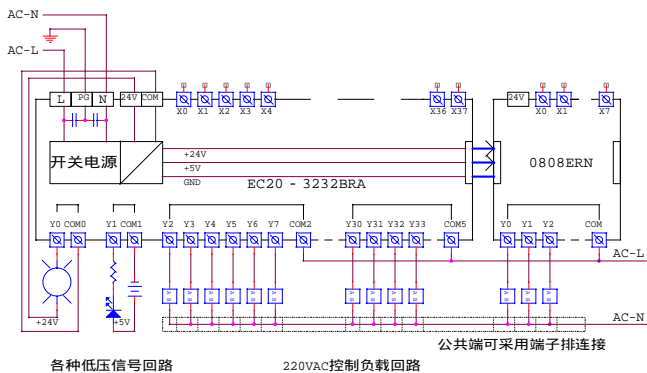 AC-N
AC-L
L PG N 24V COM
X0 X1 X2 X3 X4 X36 X37
24V X0 X1 X7
开关电源
+24V
+5V
GND
EC20 - 3232BRA
0808ERN
Y0 COM0 Y1 COM1 Y2 Y3 Y4 Y5 Y6 Y7 COM2 Y30 Y31 Y32 Y33 COM5 Y0 Y1 Y2 COM
AC-L
+24V +5V
AC-N
公共端可采用端子排连接
各种低压信号回路 220VAC控制负载回路